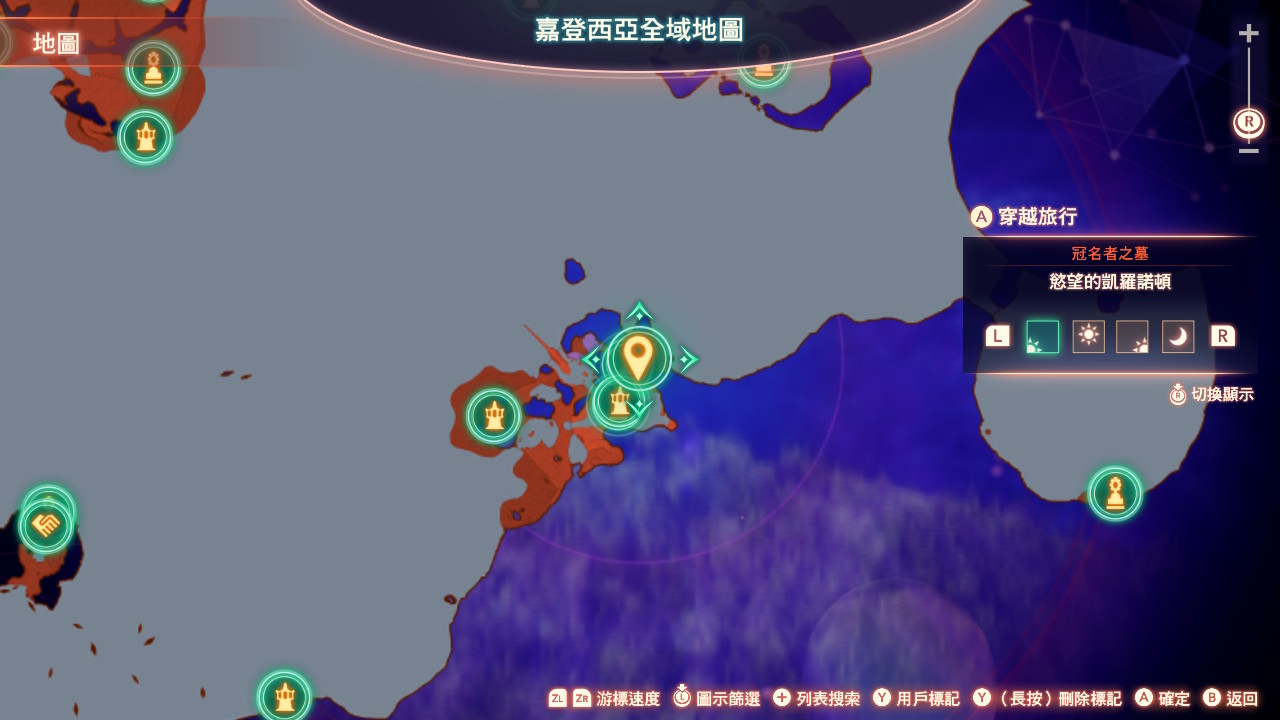 地圖
嘉登西亞全域地圖
R
A 穿越旅行
冠名者之墓
慾望的凱羅諾頓
L R
R 切換顯示
ZL ZR 游標速度 L 圖示篩選 + 列表搜索 Y 用戶標記 Y（長按）刪除標記 A 確定 B 返回